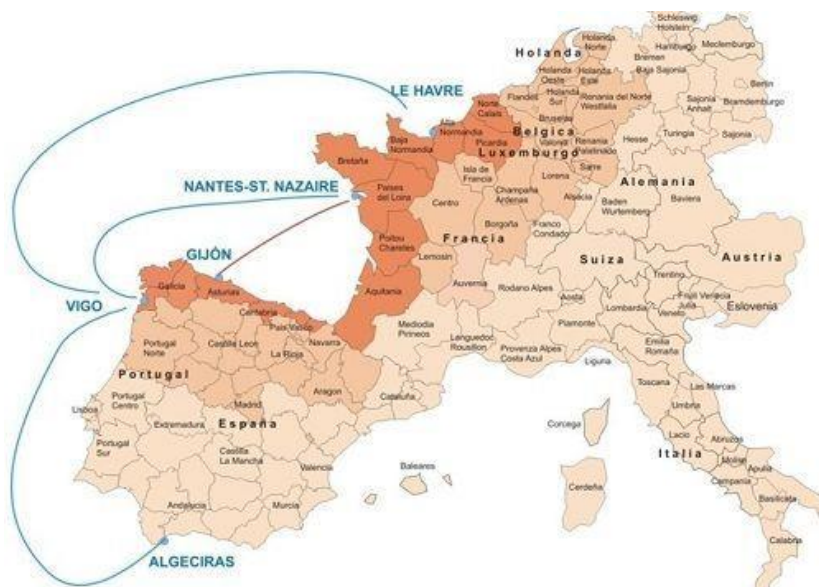 Schleswig
Holstein
Holanda
Norte
Hamburgo
Meclemburgo
Holanda
Bremen
Baja Sajonia
Holanda
Oeste
Holanda
Este
Berlin
LE HAVRE
Flandes
Holanda
Sur
Renania del Norte
Westfalia
Sajonia
Anhalt
Bramdemburgo
Norte
Calais
Alta
Normandia
Bruselas
Belgica
Valonia
Hesse
Turingia
Sajonia
Baja
Normandia
Picardia
Luxemburgo
Renania
Palatinado
Bretaña
Isla de
Francia
Sarre
Lorena
Alemania
NANTES-ST. NAZAIRE
Paises
del Loira
Champaña
Ardenas
Alsacia
Baden
Wurtemberg
Baviera
Centro
Borgoña
Franco
Condado
Poitou
Charetes
Francia
Suiza
Austria
GIJÓN
Lemosin
Galicia
Asturias
Aquitania
Auvernia
Rodano Alpes
Trentino
Aosta
Friuli Venecia
Julia
Eslovenia
VIGO
Cantabria
Pais Vasco
Lombardia
Veneto
Portugal
Norte
Castilla Leon
Navarra
La Rioja
Mediodia
Pirineos
Languedoc
Rousillon
Provenza Alpes
Costa Azul
Piamonte
Emilia
Romaña
Liguria
Portugal
Aragon
Cataluña
Toscana
Las Marcas
Lisboa
Portugal
Centro
Madrid
Umbria
Extremadura
España
Corcega
Lacio
Abruzos
Portugal
Sur
Castilla
La Mancha
Valencia
Italia
Molise
Apulia
Baleares
Campania
Cerdeña
Basilicata
Andalucia
Murcia
Calabria
ALGECIRAS